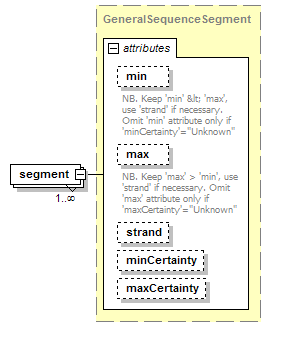 GeneralSequenceSegment
attributes
min
NB. Keep 'min' &lt; 'max',
use 'strand' if necessary.
Omit 'min' attribute only if
'minCertainty'="Unknown"
max
NB. Keep 'max' > 'min', use
'strand' if necessary. Omit
'max' attribute only if
'maxCertainty'="Unknown"
segment
1..∞
strand
minCertainty
maxCertainty